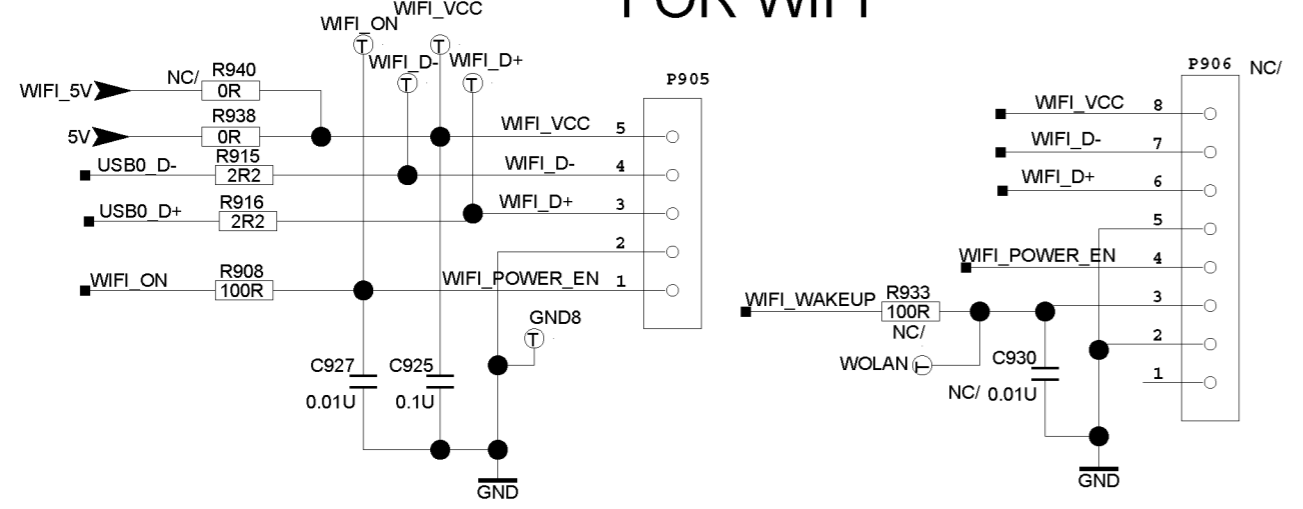 FOR WIFI
WIFI_VCC
WIFI_ON
WIFI_D- WIFI_D+
T T T T
WIFI_5V NC/ R940 0R
5V R938 0R
USB0_D- R915 2R2
USB0_D+ R916 2R2
WIFI_ON R908 100R
P905
WIFI_VCC 5
WIFI_D- 4
WIFI_D+ 3
2
WIFI_POWER_EN 1
GND8
T
C927 C925
0.01U 0.1U
GND
P906 NC/
WIFI_VCC 8
WIFI_D- 7
WIFI_D+ 6
5
WIFI_POWER_EN 4
WIFI_WAKEUP R933 100R NC/ 3
2
WOLAN T
C930
NC/ 0.01U
1
GND